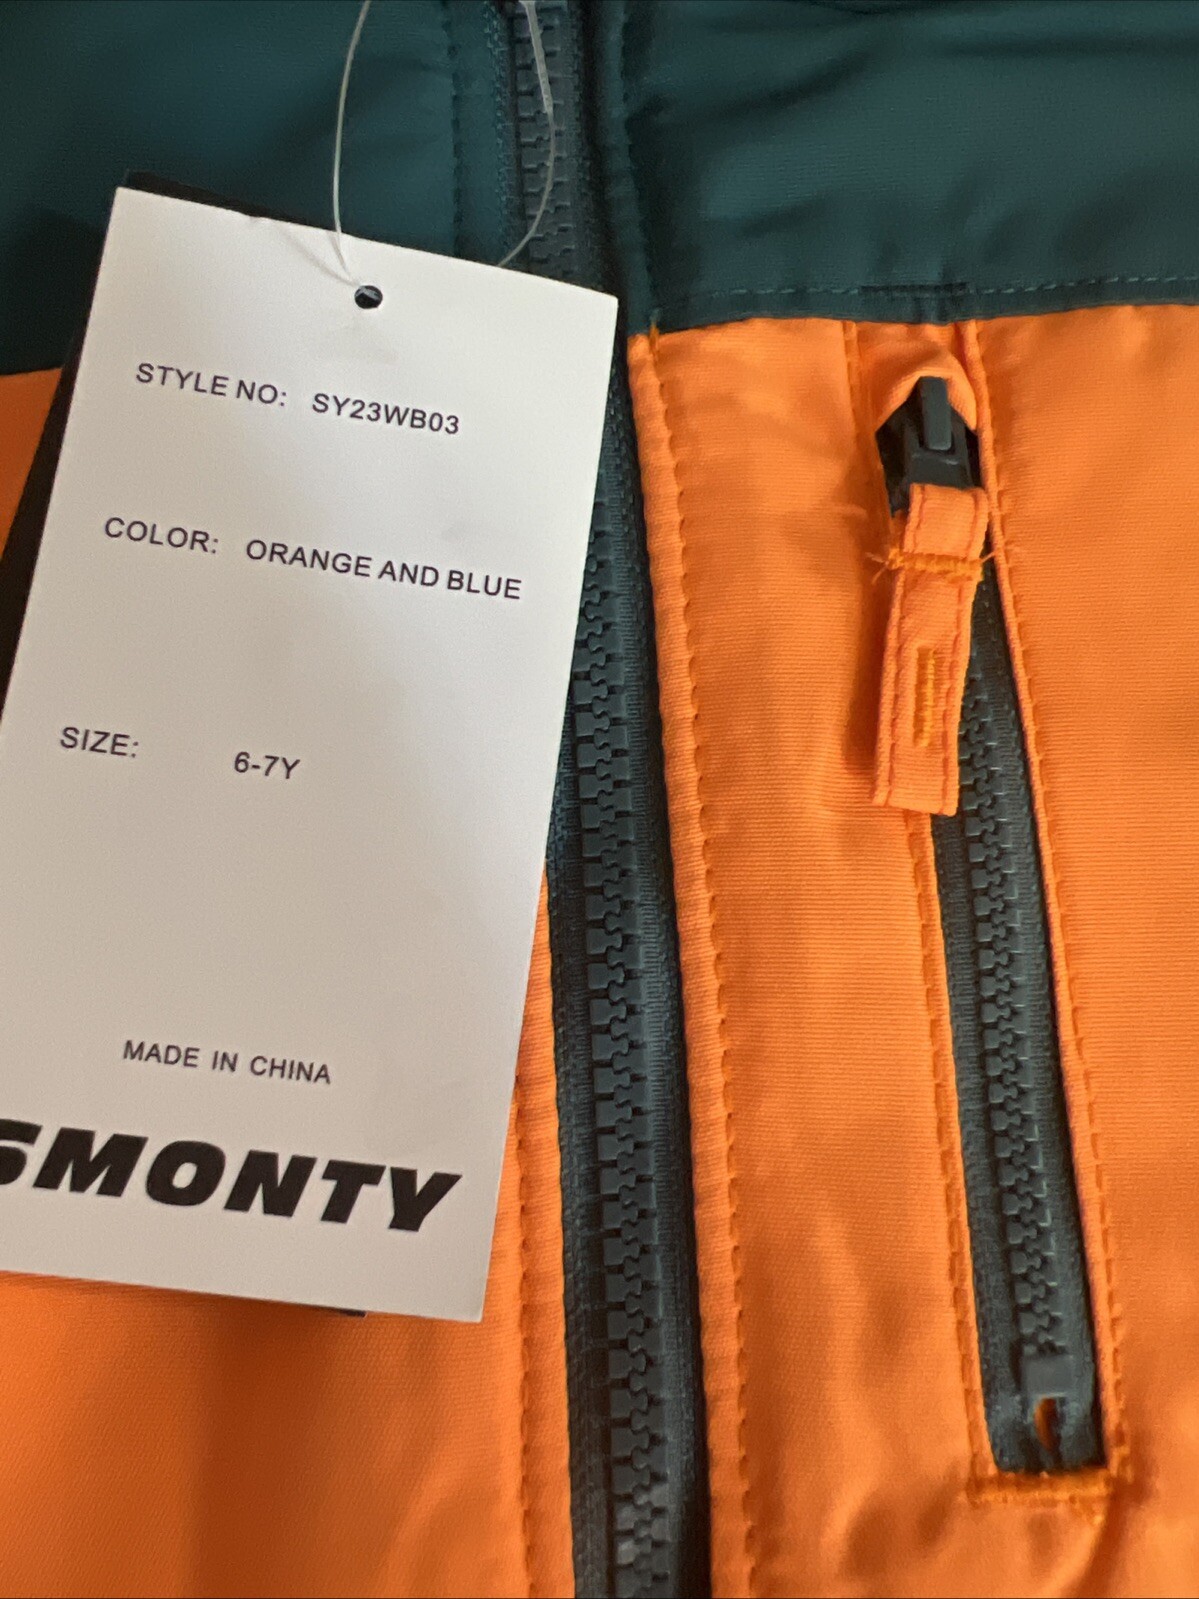 STYLE NO: SY23WB03
COLOR: ORANGE AND BLUE
SIZE: 6-7Y
MADE IN CHINA
SMONTY